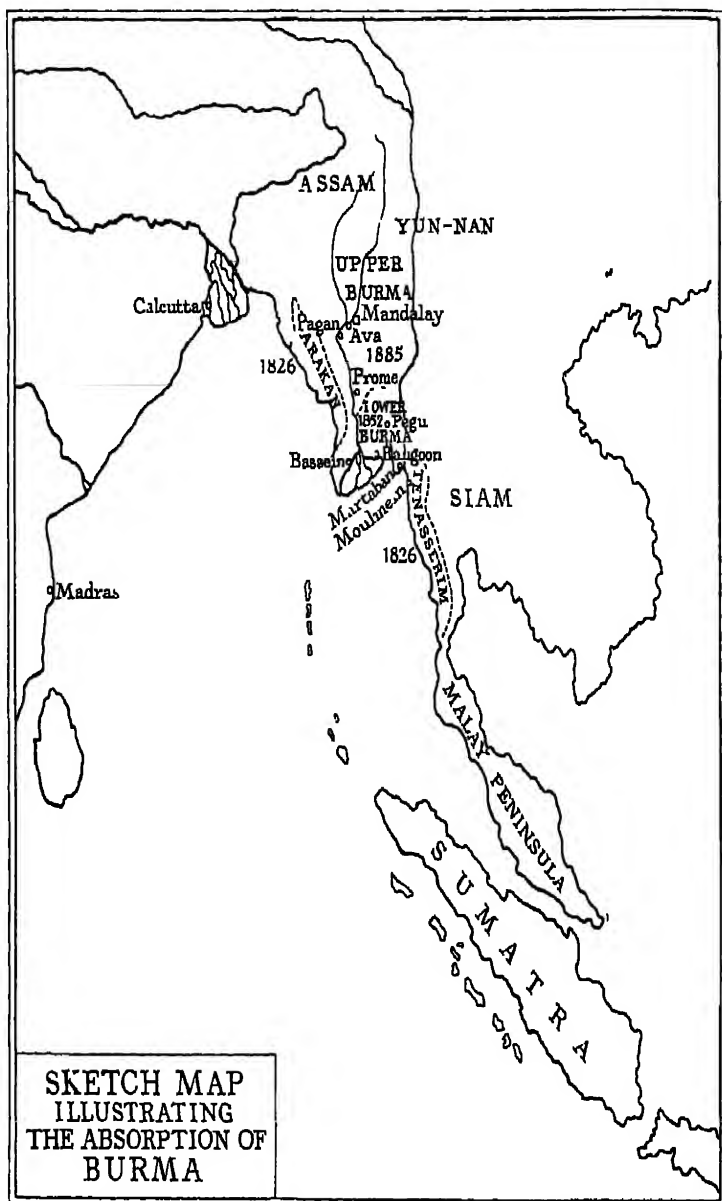 ASSAM
YUN-NAN
UPPER
BURMA
Calcutta
Mandalay
Pagan
Ava
1826
ARAKAN
1885
Prome
LOWER
1852 Pegu
BURMA
Bassein
Rangoon
Martaban
Moulmein
TENASSERIM
SIAM
1826
Madras
MALAY PENINSULA
SUMATRA
SKETCH MAP
ILLUSTRATING
THE ABSORPTION OF
BURMA